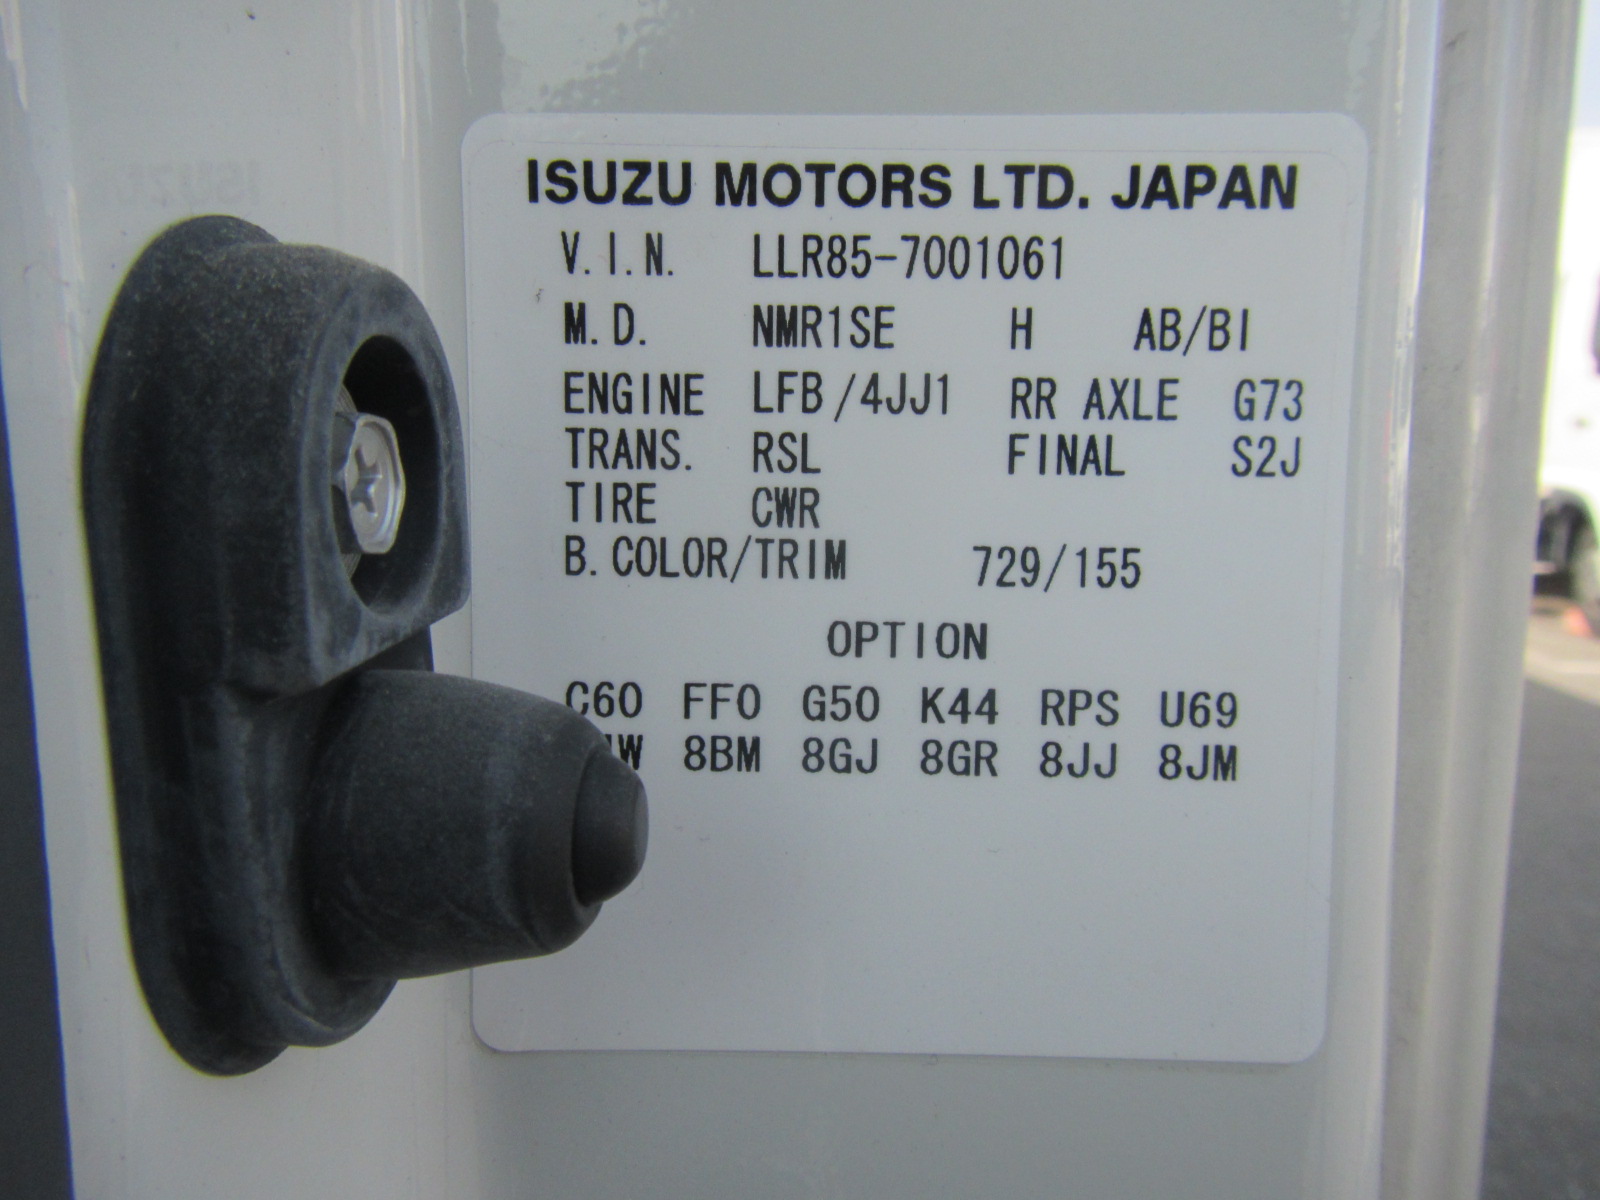 ISUZU MOTORS LTD. JAPAN
V.I.N. LLR85-7001061
M.D. NMR1SE H AB/BI
ENGINE LFB/4JJ1 RR AXLE G73
TRANS. RSL FINAL S2J
TIRE CWR
B.COLOR/TRIM 729/155
OPTION
C60 FF0 G50 K44 RPS U69
8BM 8GJ 8GR 8JJ 8JM